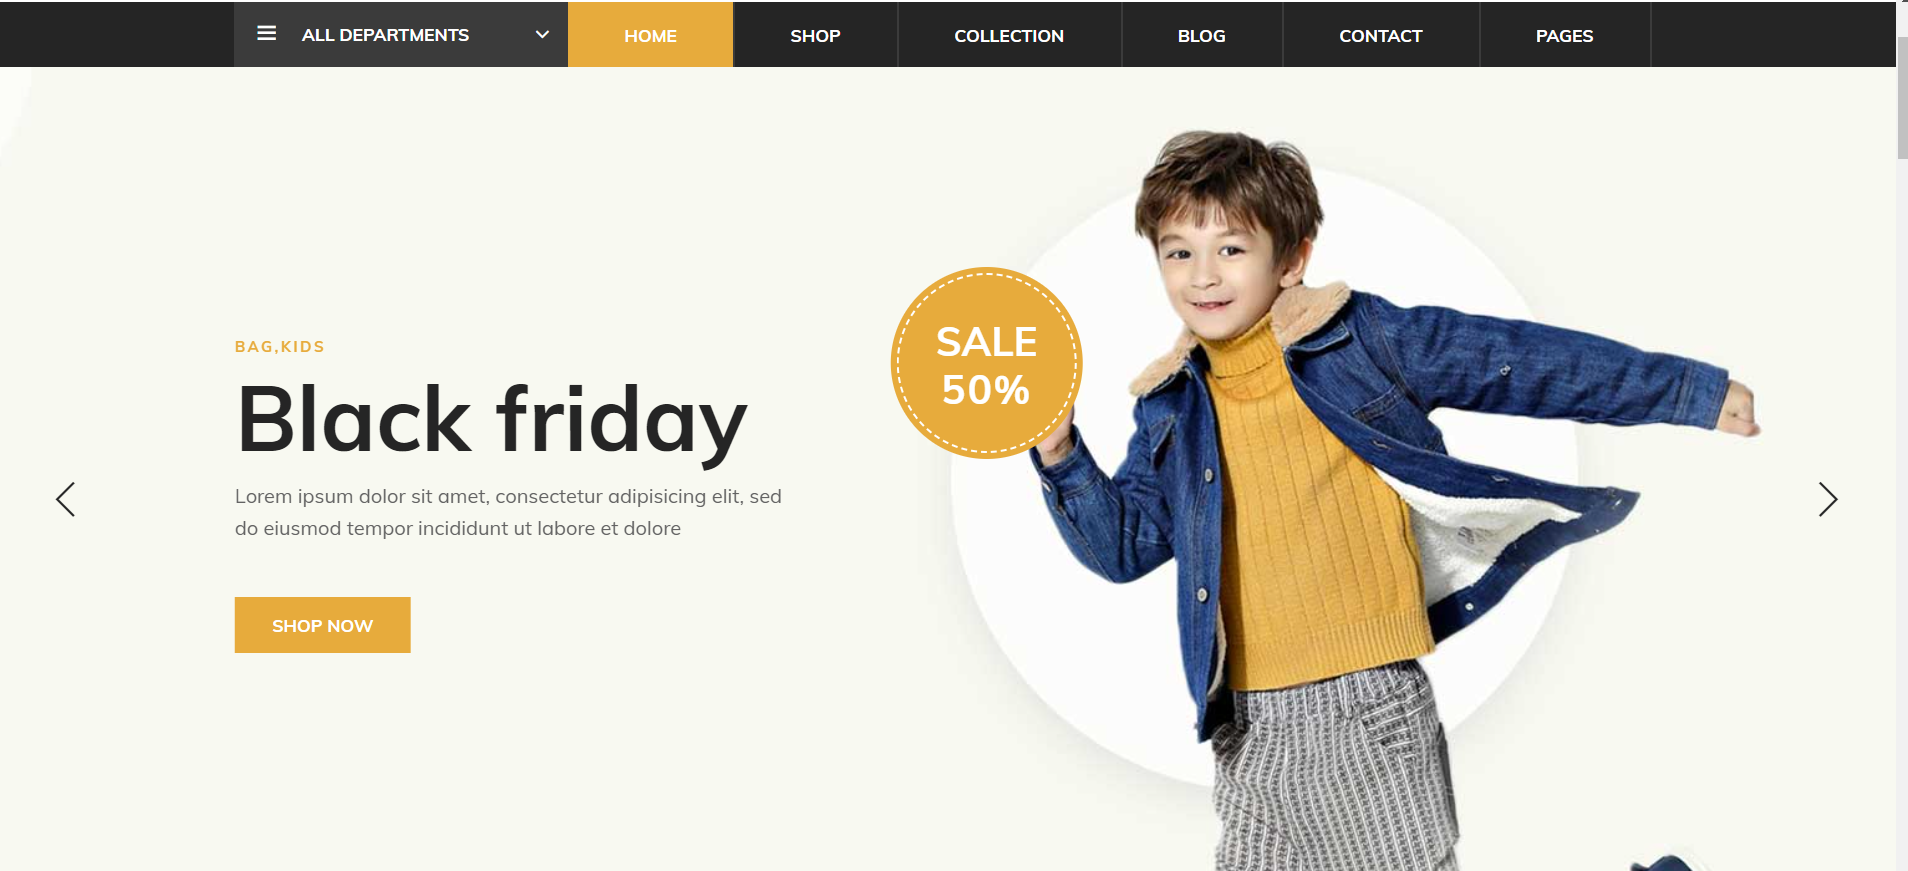 ALL DEPARTMENTS
HOME
SHOP
COLLECTION
BLOG
CONTACT
PAGES
BAG,KIDS
Black friday
Lorem ipsum dolor sit amet, consectetur adipisicing elit, sed
do eiusmod tempor incididunt ut labore et dolore
SHOP NOW
SALE
50%